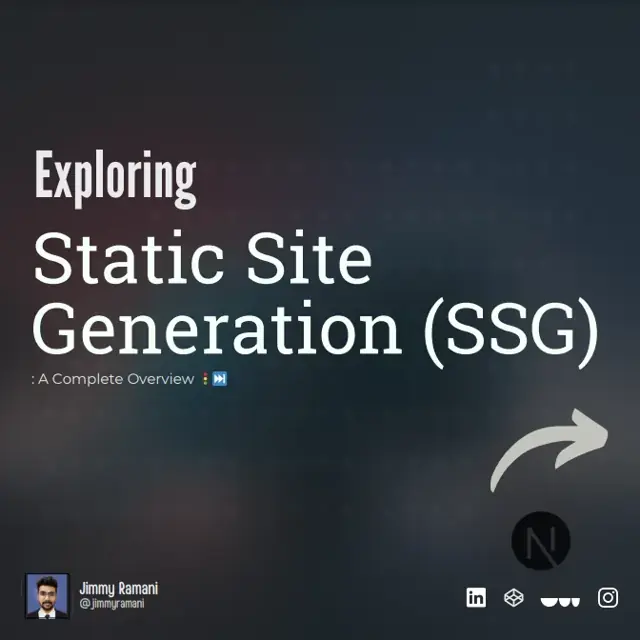 Exploring
Static Site
Generation (SSG)
: A Complete Overview 🚦⏭️
Jimmy Ramani
@jimmyramani